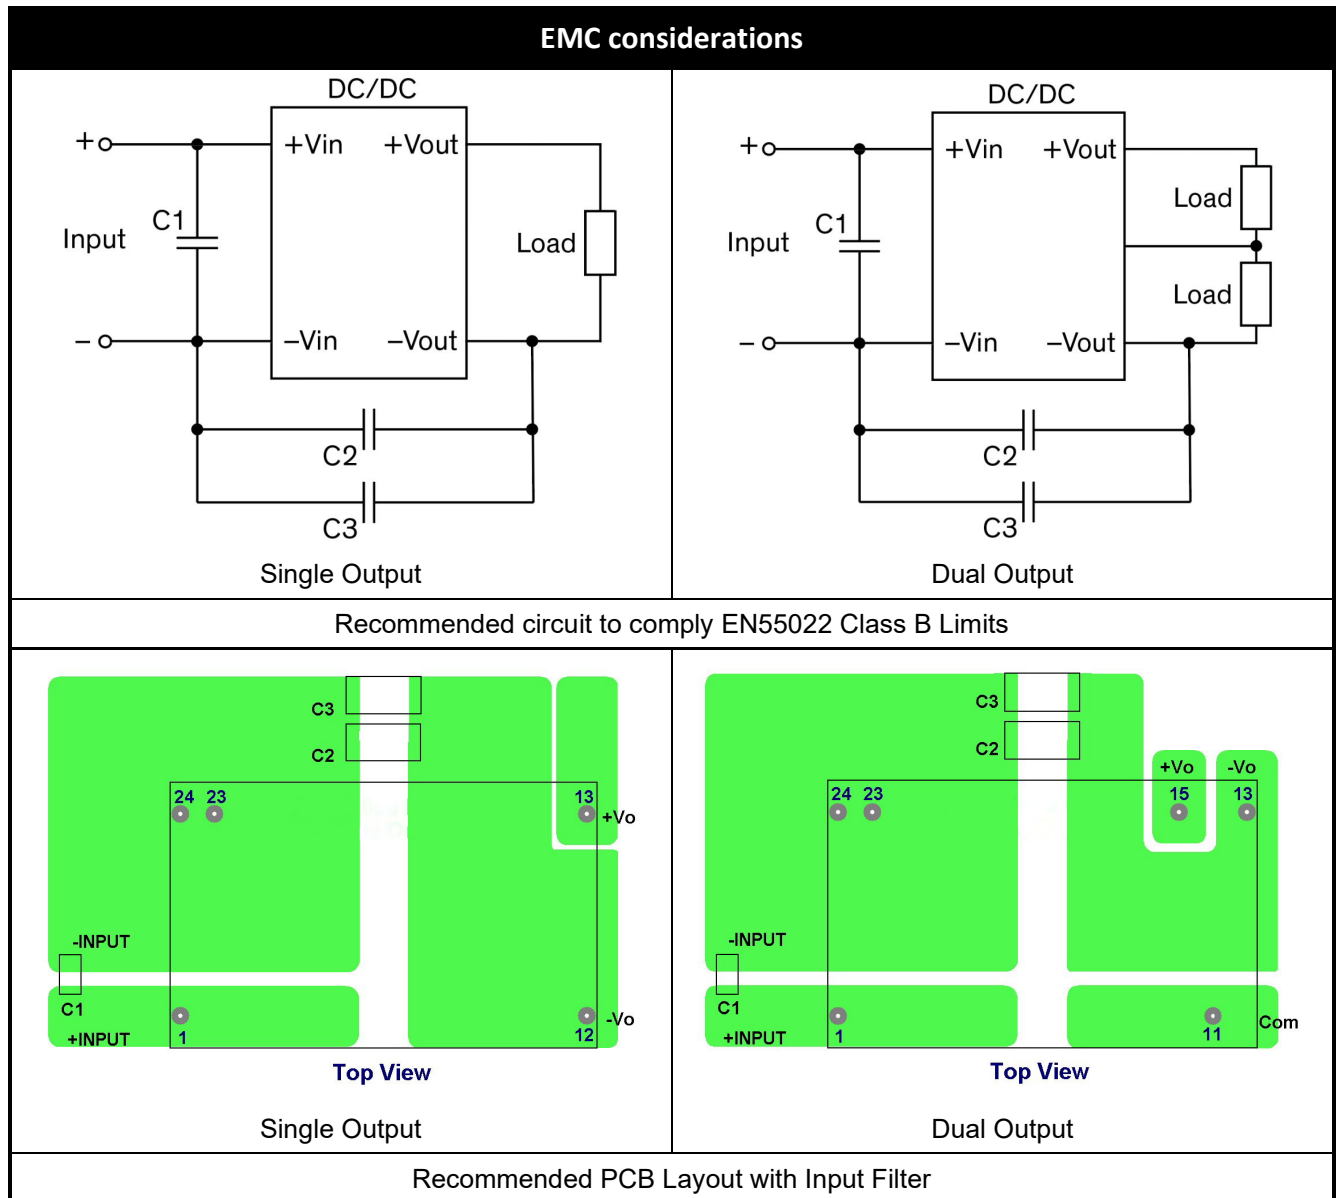 EMC considerations
DC/DC
+
+Vin +Vout
C1
Input
Load
–
–Vin –Vout
C2
C3
Single Output
DC/DC
+
+Vin +Vout
Load
C1
Input
Load
–
–Vin –Vout
C2
C3
Dual Output
Recommended circuit to comply EN55022 Class B Limits
C3
C2
24 23 13
+Vo
-INPUT
C1
-Vo
+INPUT 1 12
Top View
Single Output
C3
C2
+Vo -Vo
24 23 15 13
-INPUT
C1
Com
+INPUT 1 11
Top View
Dual Output
Recommended PCB Layout with Input Filter